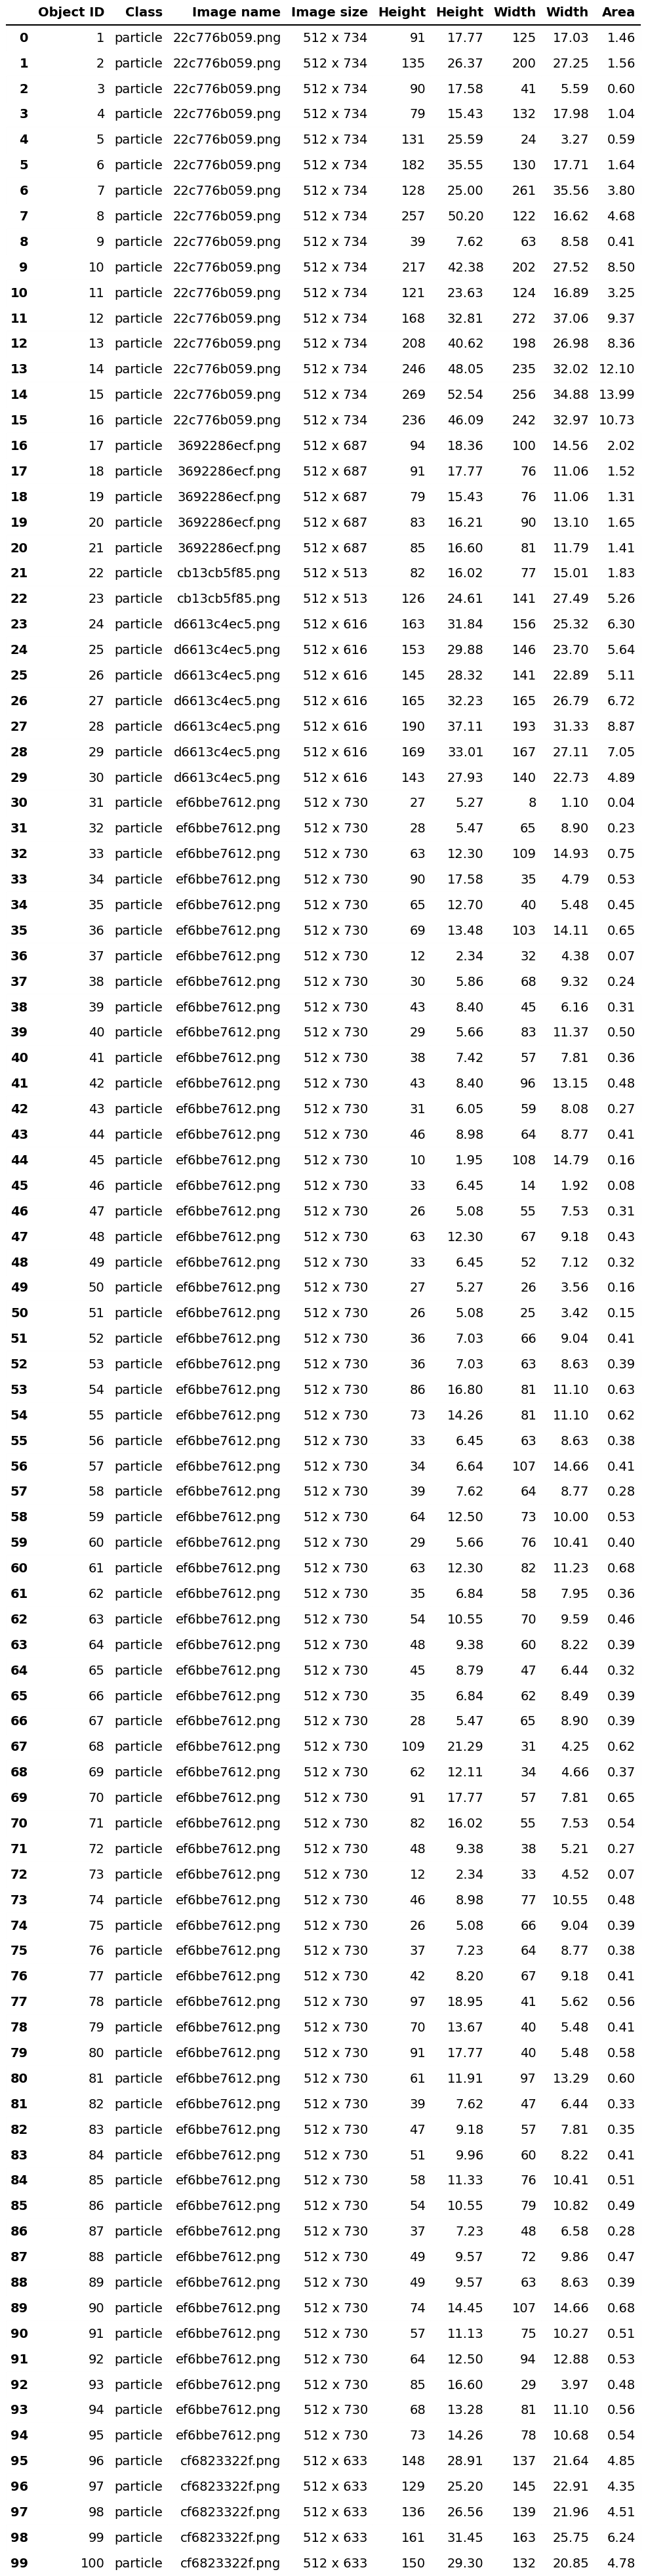 Object ID Class Image name Image size Height Height Width Width Area
0 1 particle 22c776b059.png 512 x 734 91 17.77 125 17.03 1.46
1 2 particle 22c776b059.png 512 x 734 135 26.37 200 27.25 1.56
2 3 particle 22c776b059.png 512 x 734 90 17.58 41 5.59 0.60
3 4 particle 22c776b059.png 512 x 734 79 15.43 132 17.98 1.04
4 5 particle 22c776b059.png 512 x 734 131 25.59 24 3.27 0.59
5 6 particle 22c776b059.png 512 x 734 182 35.55 130 17.71 1.64
6 7 particle 22c776b059.png 512 x 734 128 25.00 261 35.56 3.80
7 8 particle 22c776b059.png 512 x 734 257 50.20 122 16.62 4.68
8 9 particle 22c776b059.png 512 x 734 39 7.62 63 8.58 0.41
9 10 particle 22c776b059.png 512 x 734 217 42.38 202 27.52 8.50
10 11 particle 22c776b059.png 512 x 734 121 23.63 124 16.89 3.25
11 12 particle 22c776b059.png 512 x 734 168 32.81 272 37.06 9.37
12 13 particle 22c776b059.png 512 x 734 208 40.62 198 26.98 8.36
13 14 particle 22c776b059.png 512 x 734 246 48.05 235 32.02 12.10
14 15 particle 22c776b059.png 512 x 734 269 52.54 256 34.88 13.99
15 16 particle 22c776b059.png 512 x 734 236 46.09 242 32.97 10.73
16 17 particle 3692286ecf.png 512 x 687 94 18.36 100 14.56 2.02
17 18 particle 3692286ecf.png 512 x 687 91 17.77 76 11.06 1.52
18 19 particle 3692286ecf.png 512 x 687 79 15.43 76 11.06 1.31
19 20 particle 3692286ecf.png 512 x 687 83 16.21 90 13.10 1.65
20 21 particle 3692286ecf.png 512 x 687 85 16.60 81 11.79 1.41
21 22 particle cb13cb5f85.png 512 x 513 82 16.02 77 15.01 1.83
22 23 particle cb13cb5f85.png 512 x 513 126 24.61 141 27.49 5.26
23 24 particle d6613c4ec5.png 512 x 616 163 31.84 156 25.32 6.30
24 25 particle d6613c4ec5.png 512 x 616 153 29.88 146 23.70 5.64
25 26 particle d6613c4ec5.png 512 x 616 145 28.32 141 22.89 5.11
26 27 particle d6613c4ec5.png 512 x 616 165 32.23 165 26.79 6.72
27 28 particle d6613c4ec5.png 512 x 616 190 37.11 193 31.33 8.87
28 29 particle d6613c4ec5.png 512 x 616 169 33.01 167 27.11 7.05
29 30 particle d6613c4ec5.png 512 x 616 143 27.93 140 22.73 4.89
30 31 particle ef6bbe7612.png 512 x 730 27 5.27 8 1.10 0.04
31 32 particle ef6bbe7612.png 512 x 730 28 5.47 65 8.90 0.23
32 33 particle ef6bbe7612.png 512 x 730 63 12.30 109 14.93 0.75
33 34 particle ef6bbe7612.png 512 x 730 90 17.58 35 4.79 0.53
34 35 particle ef6bbe7612.png 512 x 730 65 12.70 40 5.48 0.45
35 36 particle ef6bbe7612.png 512 x 730 69 13.48 103 14.11 0.65
36 37 particle ef6bbe7612.png 512 x 730 12 2.34 32 4.38 0.07
37 38 particle ef6bbe7612.png 512 x 730 30 5.86 68 9.32 0.24
38 39 particle ef6bbe7612.png 512 x 730 43 8.40 45 6.16 0.31
39 40 particle ef6bbe7612.png 512 x 730 29 5.66 83 11.37 0.50
40 41 particle ef6bbe7612.png 512 x 730 38 7.42 57 7.81 0.36
41 42 particle ef6bbe7612.png 512 x 730 43 8.40 96 13.15 0.48
42 43 particle ef6bbe7612.png 512 x 730 31 6.05 59 8.08 0.27
43 44 particle ef6bbe7612.png 512 x 730 46 8.98 64 8.77 0.41
44 45 particle ef6bbe7612.png 512 x 730 10 1.95 108 14.79 0.16
45 46 particle ef6bbe7612.png 512 x 730 33 6.45 14 1.92 0.08
46 47 particle ef6bbe7612.png 512 x 730 26 5.08 55 7.53 0.31
47 48 particle ef6bbe7612.png 512 x 730 63 12.30 67 9.18 0.43
48 49 particle ef6bbe7612.png 512 x 730 33 6.45 52 7.12 0.32
49 50 particle ef6bbe7612.png 512 x 730 27 5.27 26 3.56 0.16
50 51 particle ef6bbe7612.png 512 x 730 26 5.08 25 3.42 0.15
51 52 particle ef6bbe7612.png 512 x 730 36 7.03 66 9.04 0.41
52 53 particle ef6bbe7612.png 512 x 730 36 7.03 63 8.63 0.39
53 54 particle ef6bbe7612.png 512 x 730 86 16.80 81 11.10 0.63
54 55 particle ef6bbe7612.png 512 x 730 73 14.26 81 11.10 0.62
55 56 particle ef6bbe7612.png 512 x 730 33 6.45 63 8.63 0.38
56 57 particle ef6bbe7612.png 512 x 730 34 6.64 107 14.66 0.41
57 58 particle ef6bbe7612.png 512 x 730 39 7.62 64 8.77 0.28
58 59 particle ef6bbe7612.png 512 x 730 64 12.50 73 10.00 0.53
59 60 particle ef6bbe7612.png 512 x 730 29 5.66 76 10.41 0.40
60 61 particle ef6bbe7612.png 512 x 730 63 12.30 82 11.23 0.68
61 62 particle ef6bbe7612.png 512 x 730 35 6.84 58 7.95 0.36
62 63 particle ef6bbe7612.png 512 x 730 54 10.55 70 9.59 0.46
63 64 particle ef6bbe7612.png 512 x 730 48 9.38 60 8.22 0.39
64 65 particle ef6bbe7612.png 512 x 730 45 8.79 47 6.44 0.32
65 66 particle ef6bbe7612.png 512 x 730 35 6.84 62 8.49 0.39
66 67 particle ef6bbe7612.png 512 x 730 28 5.47 65 8.90 0.39
67 68 particle ef6bbe7612.png 512 x 730 109 21.29 31 4.25 0.62
68 69 particle ef6bbe7612.png 512 x 730 62 12.11 34 4.66 0.37
69 70 particle ef6bbe7612.png 512 x 730 91 17.77 57 7.81 0.65
70 71 particle ef6bbe7612.png 512 x 730 82 16.02 55 7.53 0.54
71 72 particle ef6bbe7612.png 512 x 730 48 9.38 38 5.21 0.27
72 73 particle ef6bbe7612.png 512 x 730 12 2.34 33 4.52 0.07
73 74 particle ef6bbe7612.png 512 x 730 46 8.98 77 10.55 0.48
74 75 particle ef6bbe7612.png 512 x 730 26 5.08 66 9.04 0.39
75 76 particle ef6bbe7612.png 512 x 730 37 7.23 64 8.77 0.38
76 77 particle ef6bbe7612.png 512 x 730 42 8.20 67 9.18 0.41
77 78 particle ef6bbe7612.png 512 x 730 97 18.95 41 5.62 0.56
78 79 particle ef6bbe7612.png 512 x 730 70 13.67 40 5.48 0.41
79 80 particle ef6bbe7612.png 512 x 730 91 17.77 40 5.48 0.58
80 81 particle ef6bbe7612.png 512 x 730 61 11.91 97 13.29 0.60
81 82 particle ef6bbe7612.png 512 x 730 39 7.62 47 6.44 0.33
82 83 particle ef6bbe7612.png 512 x 730 47 9.18 57 7.81 0.35
83 84 particle ef6bbe7612.png 512 x 730 51 9.96 60 8.22 0.41
84 85 particle ef6bbe7612.png 512 x 730 58 11.33 76 10.41 0.51
85 86 particle ef6bbe7612.png 512 x 730 54 10.55 79 10.82 0.49
86 87 particle ef6bbe7612.png 512 x 730 37 7.23 48 6.58 0.28
87 88 particle ef6bbe7612.png 512 x 730 49 9.57 72 9.86 0.47
88 89 particle ef6bbe7612.png 512 x 730 49 9.57 63 8.63 0.39
89 90 particle ef6bbe7612.png 512 x 730 74 14.45 107 14.66 0.68
90 91 particle ef6bbe7612.png 512 x 730 57 11.13 75 10.27 0.51
91 92 particle ef6bbe7612.png 512 x 730 64 12.50 94 12.88 0.53
92 93 particle ef6bbe7612.png 512 x 730 85 16.60 29 3.97 0.48
93 94 particle ef6bbe7612.png 512 x 730 68 13.28 81 11.10 0.56
94 95 particle ef6bbe7612.png 512 x 730 73 14.26 78 10.68 0.54
95 96 particle cf6823322f.png 512 x 633 148 28.91 137 21.64 4.85
96 97 particle cf6823322f.png 512 x 633 129 25.20 145 22.91 4.35
97 98 particle cf6823322f.png 512 x 633 136 26.56 139 21.96 4.51
98 99 particle cf6823322f.png 512 x 633 161 31.45 163 25.75 6.24
99 100 particle cf6823322f.png 512 x 633 150 29.30 132 20.85 4.78